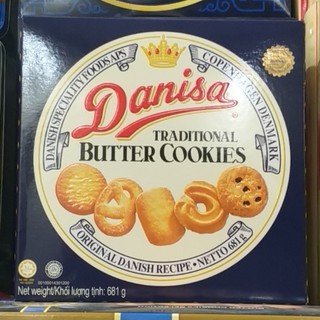 DANISH SPECIALITY FOODS APS
COPENHAGEN DENMARK
Danisa
TRADITIONAL
BUTTER COOKIES
ORIGINAL DANISH RECIPE • NETTO 681g
Net weight/Khối lượng tịnh: 681 g